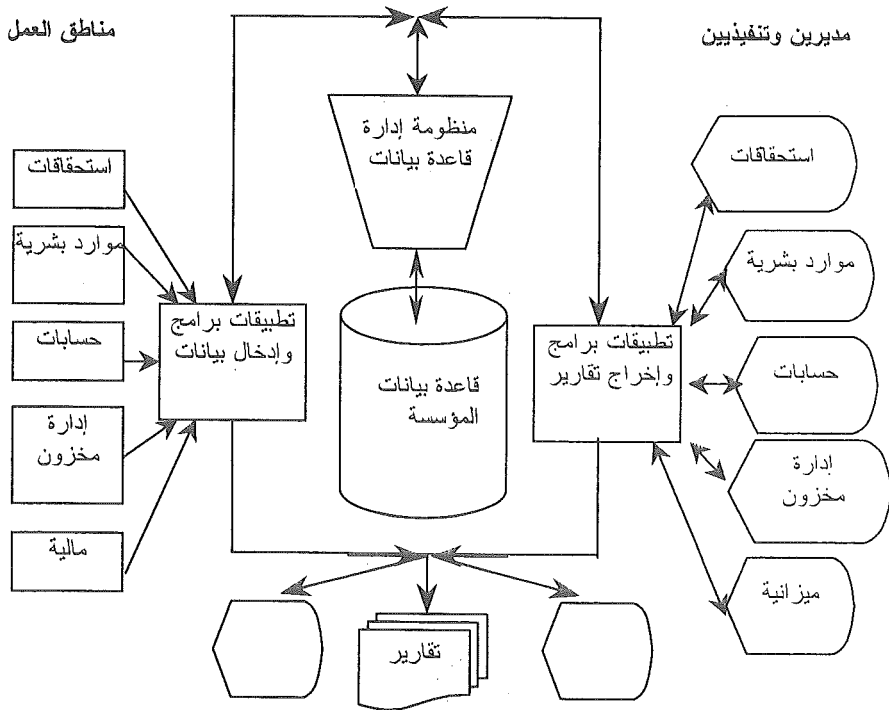 مديرين وتنفيذيين
مناطق العمل
منظومة إدارة
قاعدة بيانات
استحقاقات
موارد بشرية
حسابات
إدارة
مخزون
ميزانية
تطبيقات برامج
وإخراج تقارير
قاعدة بيانات
المؤسسة
تطبيقات برامج
وإدخال بيانات
استحقاقات
موارد بشرية
حسابات
إدارة
مخزون
مالية
تقارير